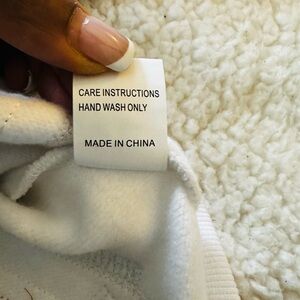 CARE INSTRUCTIONS
HAND WASH ONLY
MADE IN CHINA